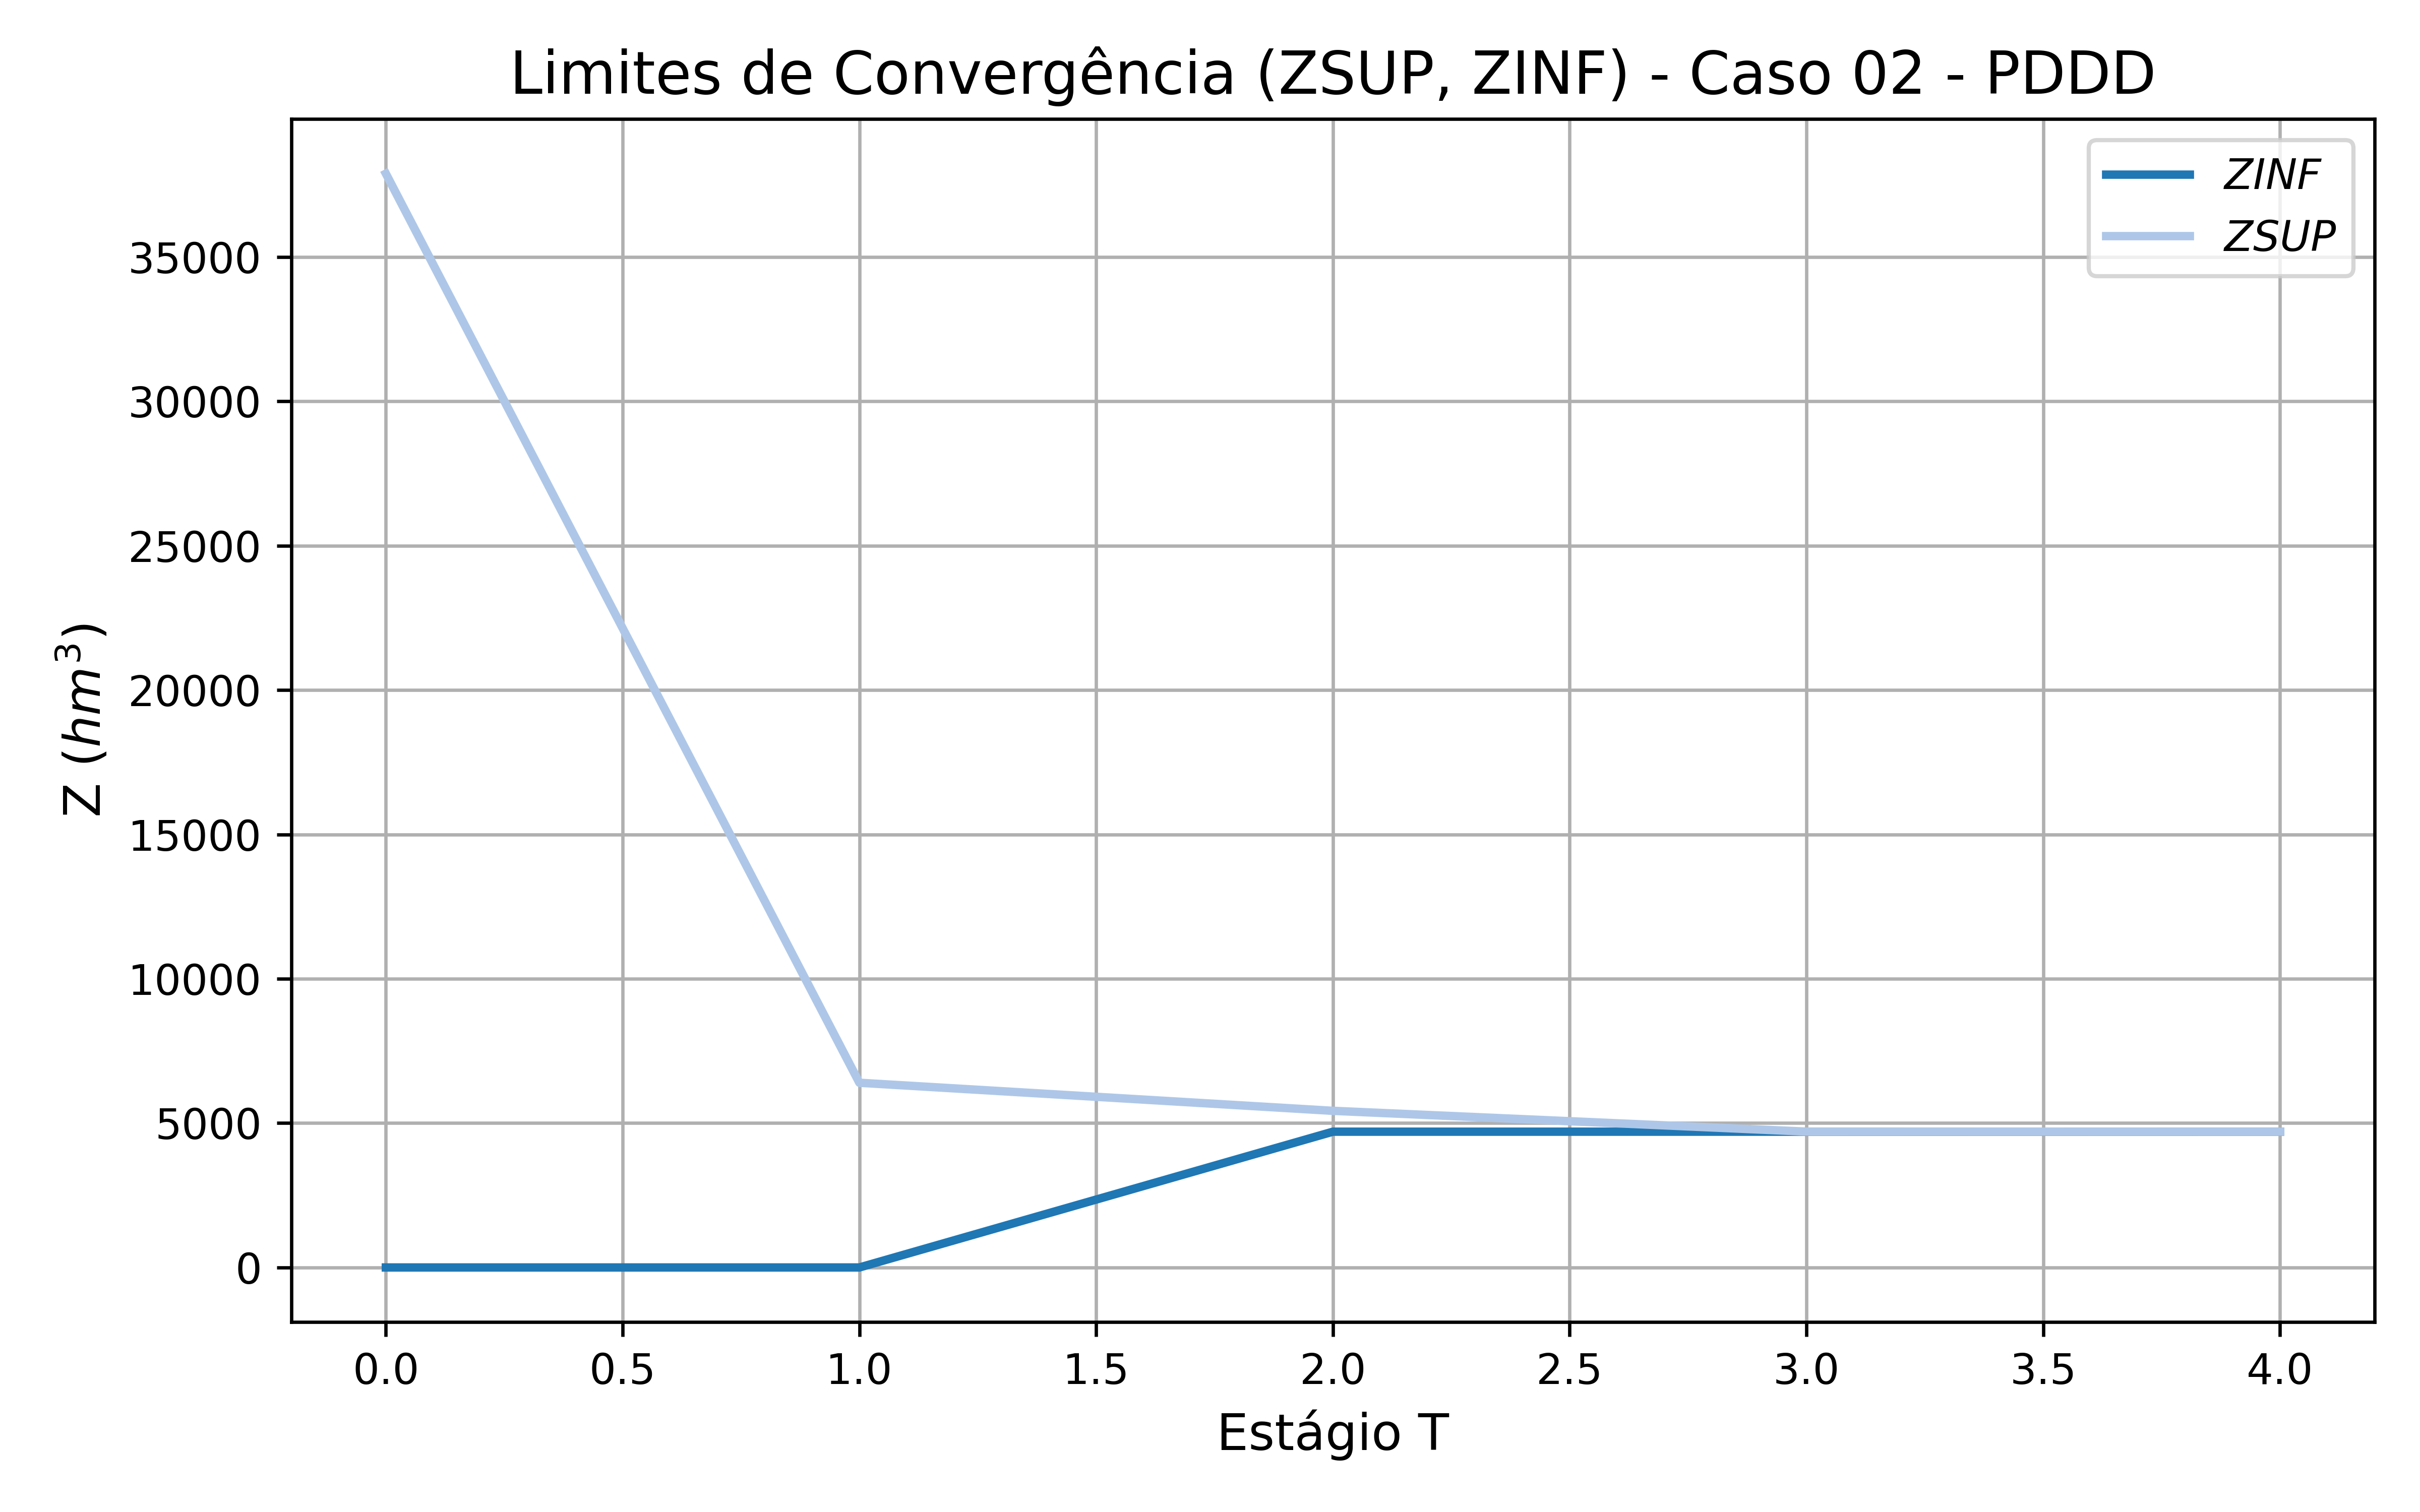 Limites de Convergência (ZSUP, ZINF) - Caso 02 - PDDD
ZINF
ZSUP
35000
30000
25000
20000
15000
10000
5000
0
Z (hm³)
0.0 0.5 1.0 1.5 2.0 2.5 3.0 3.5 4.0
Estágio T